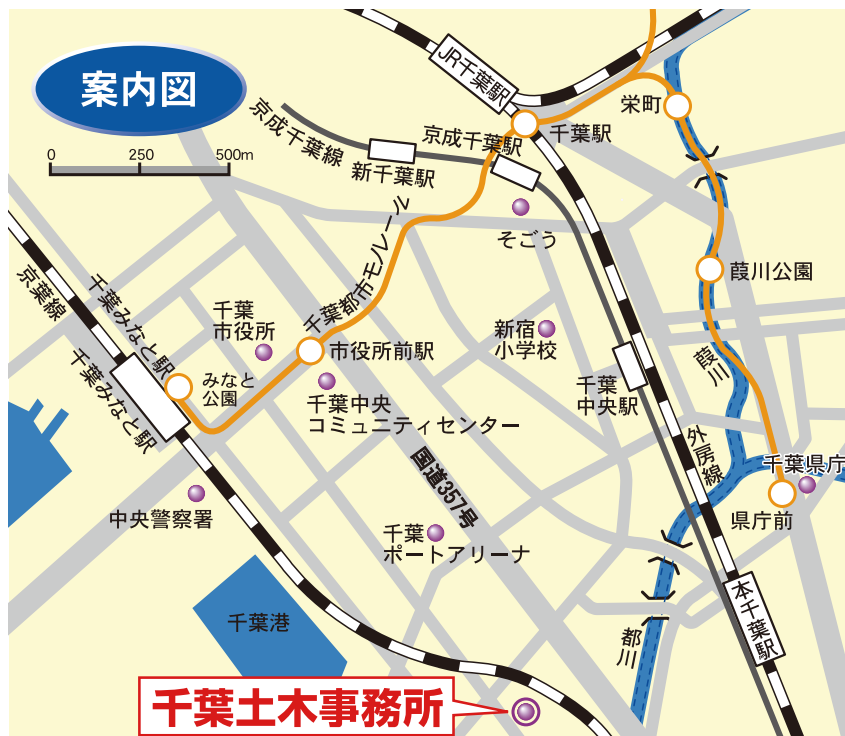 案内図
0 250 500m
JR千葉駅
京成千葉線
新千葉駅
京成千葉駅
千葉駅
栄町
そごう
葭川公園
京葉線
千葉みなと駅
千葉みなと駅
千葉都市モノレール
千葉
市役所
市役所前駅
みなと
公園
千葉中央
コミュニティセンター
新宿
小学校
千葉
中央駅
葭川
外房線
千葉県庁
県庁前
国道357号
中央警察署
千葉
ポートアリーナ
千葉港
都川
本千葉駅
千葉土木事務所